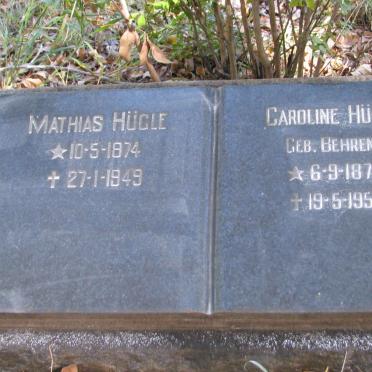 MATHIAS HÜGLE
★10-5-1874
✝27-1-1949
CAROLINE HÜ
GEB. BEHREN
★6-9-187
✝19-5-195